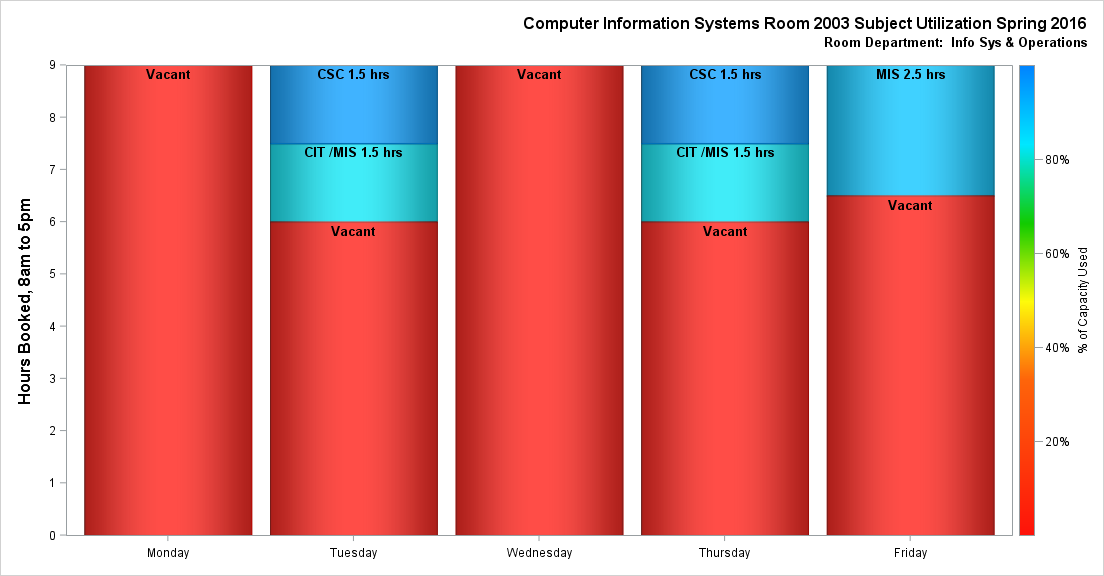 Computer Information Systems Room 2003 Subject Utilization Spring 2016
Room Department: Info Sys & Operations
Hours Booked, 8am to 5pm
9
8
7
6
5
4
3
2
1
0
Vacant
CSC 1.5 hrs
CIT /MIS 1.5 hrs
Vacant
Vacant
CSC 1.5 hrs
CIT /MIS 1.5 hrs
Vacant
MIS 2.5 hrs
Vacant
Monday
Tuesday
Wednesday
Thursday
Friday
80%
60%
40%
20%
% of Capacity Used